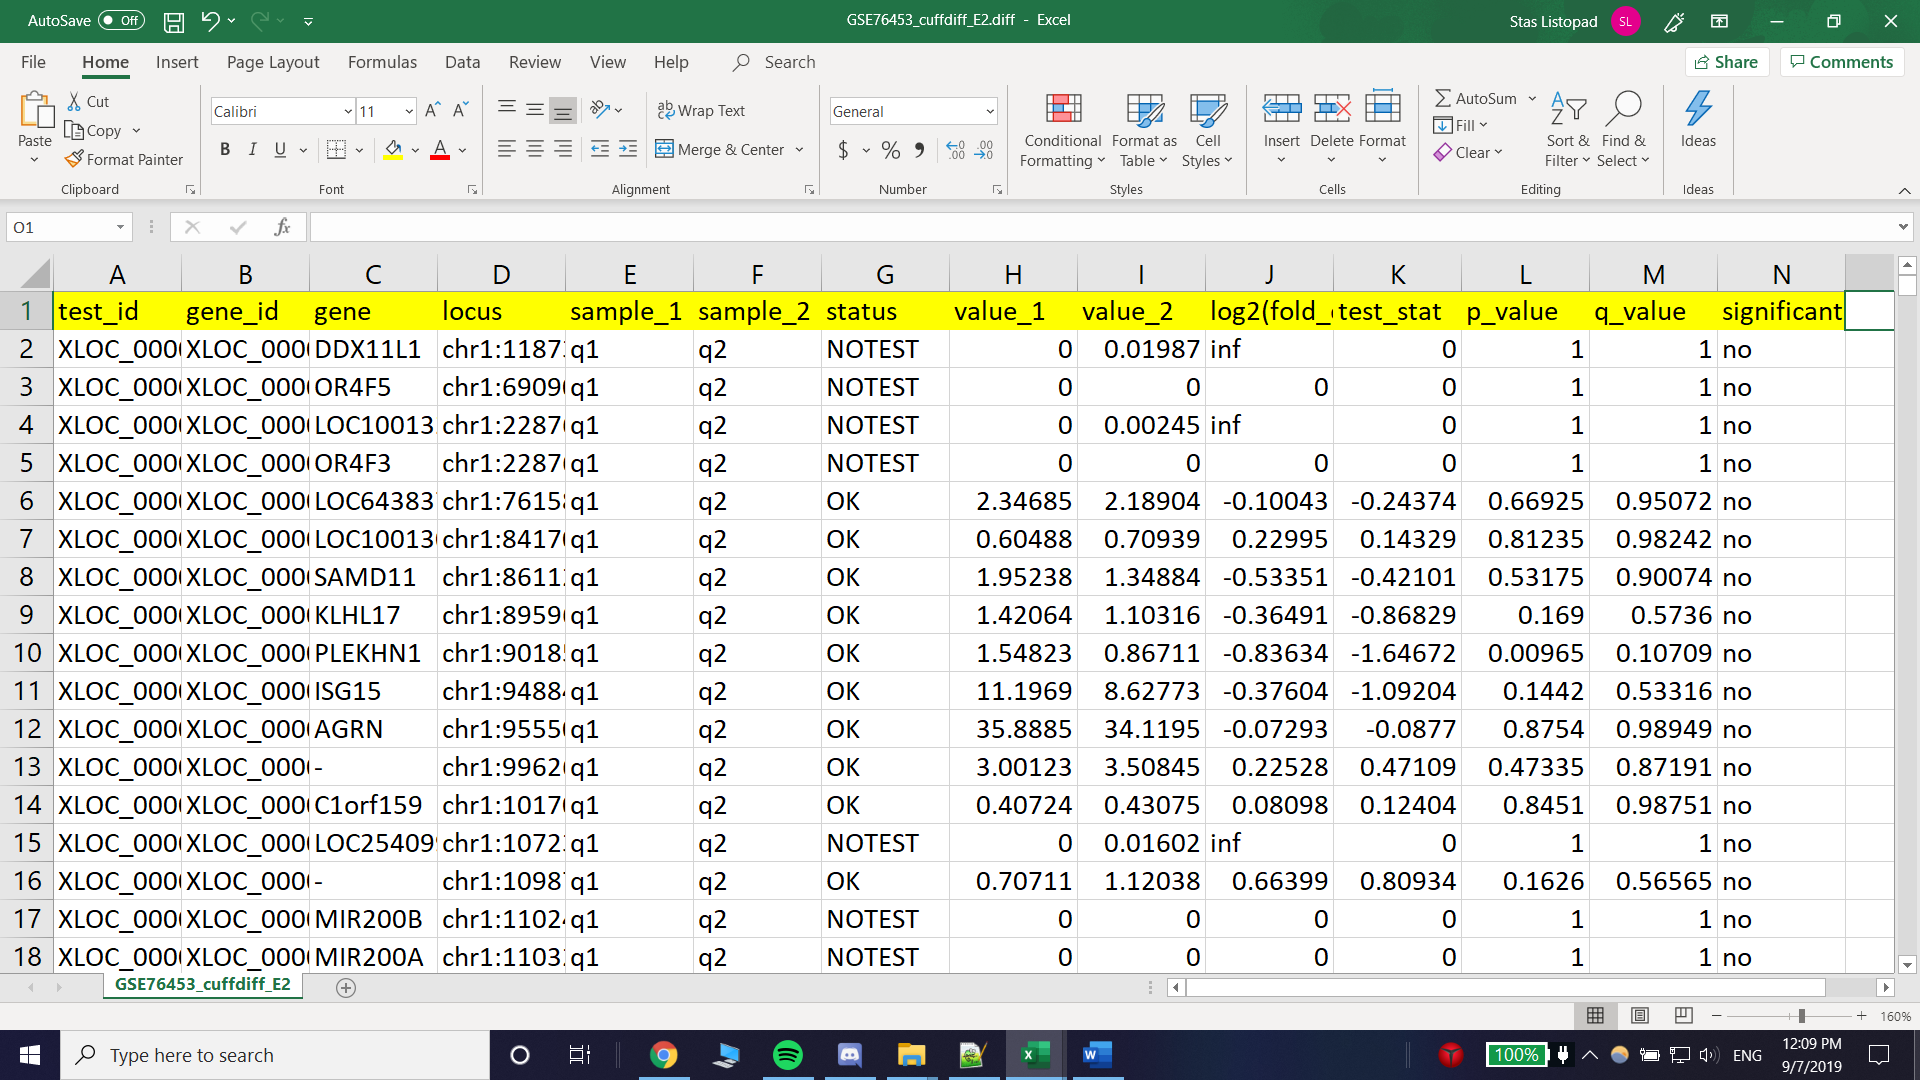 AutoSave Off
GSE76453_cuffdiff_E2.diff - Excel
Stas Listopad SL
File Home Insert Page Layout Formulas Data Review View Help Search
Share Comments
Paste
Cut
Copy
Format Painter
Clipboard
Calibri 11
B I U
Font
Wrap Text
Merge & Center
Alignment
General
$ % ,
Number
Conditional Formatting
Format as Table
Cell Styles
Styles
Insert Delete Format
Cells
AutoSum
Fill
Clear
Sort & Filter
Find & Select
Editing
Ideas
Ideas
O1 fx
A B C D E F G H I J K L M N
1 test_id gene_id gene locus sample_1 sample_2 status value_1 value_2 log2(fold_ test_stat p_value q_value significant
2 XLOC_000 XLOC_000 DDX11L1 chr1:1187 q1 q2 NOTEST 0 0.01987 inf 0 1 1 no
3 XLOC_000 XLOC_000 OR4F5 chr1:6909 q1 q2 NOTEST 0 0 0 0 1 1 no
4 XLOC_000 XLOC_000 LOC10013 chr1:2287 q1 q2 NOTEST 0 0.00245 inf 0 1 1 no
5 XLOC_000 XLOC_000 OR4F3 chr1:2287 q1 q2 NOTEST 0 0 0 0 1 1 no
6 XLOC_000 XLOC_000 LOC64383 chr1:7615 q1 q2 OK 2.34685 2.18904 -0.10043 -0.24374 0.66925 0.95072 no
7 XLOC_000 XLOC_000 LOC10013 chr1:8417 q1 q2 OK 0.60488 0.70939 0.22995 0.14329 0.81235 0.98242 no
8 XLOC_000 XLOC_000 SAMD11 chr1:8611 q1 q2 OK 1.95238 1.34884 -0.53351 -0.42101 0.53175 0.90074 no
9 XLOC_000 XLOC_000 KLHL17 chr1:8959 q1 q2 OK 1.42064 1.10316 -0.36491 -0.86829 0.169 0.5736 no
10 XLOC_000 XLOC_000 PLEKHN1 chr1:9018 q1 q2 OK 1.54823 0.86711 -0.83634 -1.64672 0.00965 0.10709 no
11 XLOC_000 XLOC_000 ISG15 chr1:9488 q1 q2 OK 11.1969 8.62773 -0.37604 -1.09204 0.1442 0.53316 no
12 XLOC_000 XLOC_000 AGRN chr1:9555 q1 q2 OK 35.8885 34.1195 -0.07293 -0.0877 0.8754 0.98949 no
13 XLOC_000 XLOC_000 - chr1:9962 q1 q2 OK 3.00123 3.50845 0.22528 0.47109 0.47335 0.87191 no
14 XLOC_000 XLOC_000 C1orf159 chr1:1017 q1 q2 OK 0.40724 0.43075 0.08098 0.12404 0.8451 0.98751 no
15 XLOC_000 XLOC_000 LOC25409 chr1:1072 q1 q2 NOTEST 0 0.01602 inf 0 1 1 no
16 XLOC_000 XLOC_000 - chr1:1098 q1 q2 OK 0.70711 1.12038 0.66399 0.80934 0.1626 0.56565 no
17 XLOC_000 XLOC_000 MIR200B chr1:1102 q1 q2 NOTEST 0 0 0 0 1 1 no
18 XLOC_000 XLOC_000 MIR200A chr1:1103 q1 q2 NOTEST 0 0 0 0 1 1 no
GSE76453_cuffdiff_E2
160%
Type here to search
100%
ENG
12:09 PM
9/7/2019